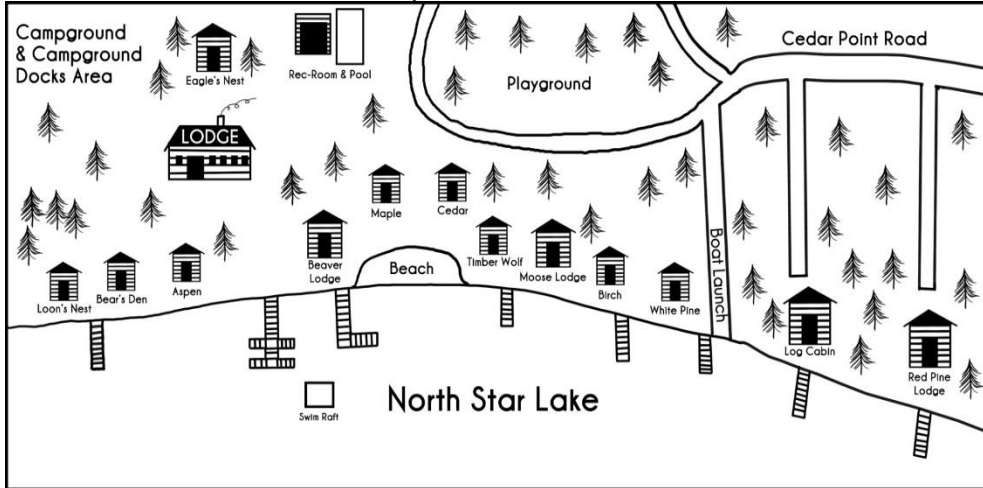 Campground
& Campground
Docks Area
Eagle's Nest
Rec-Room & Pool
Playground
Cedar Point Road
LODGE
Maple
Cedar
Loon's Nest
Bear's Den
Aspen
Beaver
Lodge
Beach
Timber Wolf
Moose Lodge
Birch
White Pine
Boat Launch
Log Cabin
Red Pine
Lodge
Swim Raft
North Star Lake